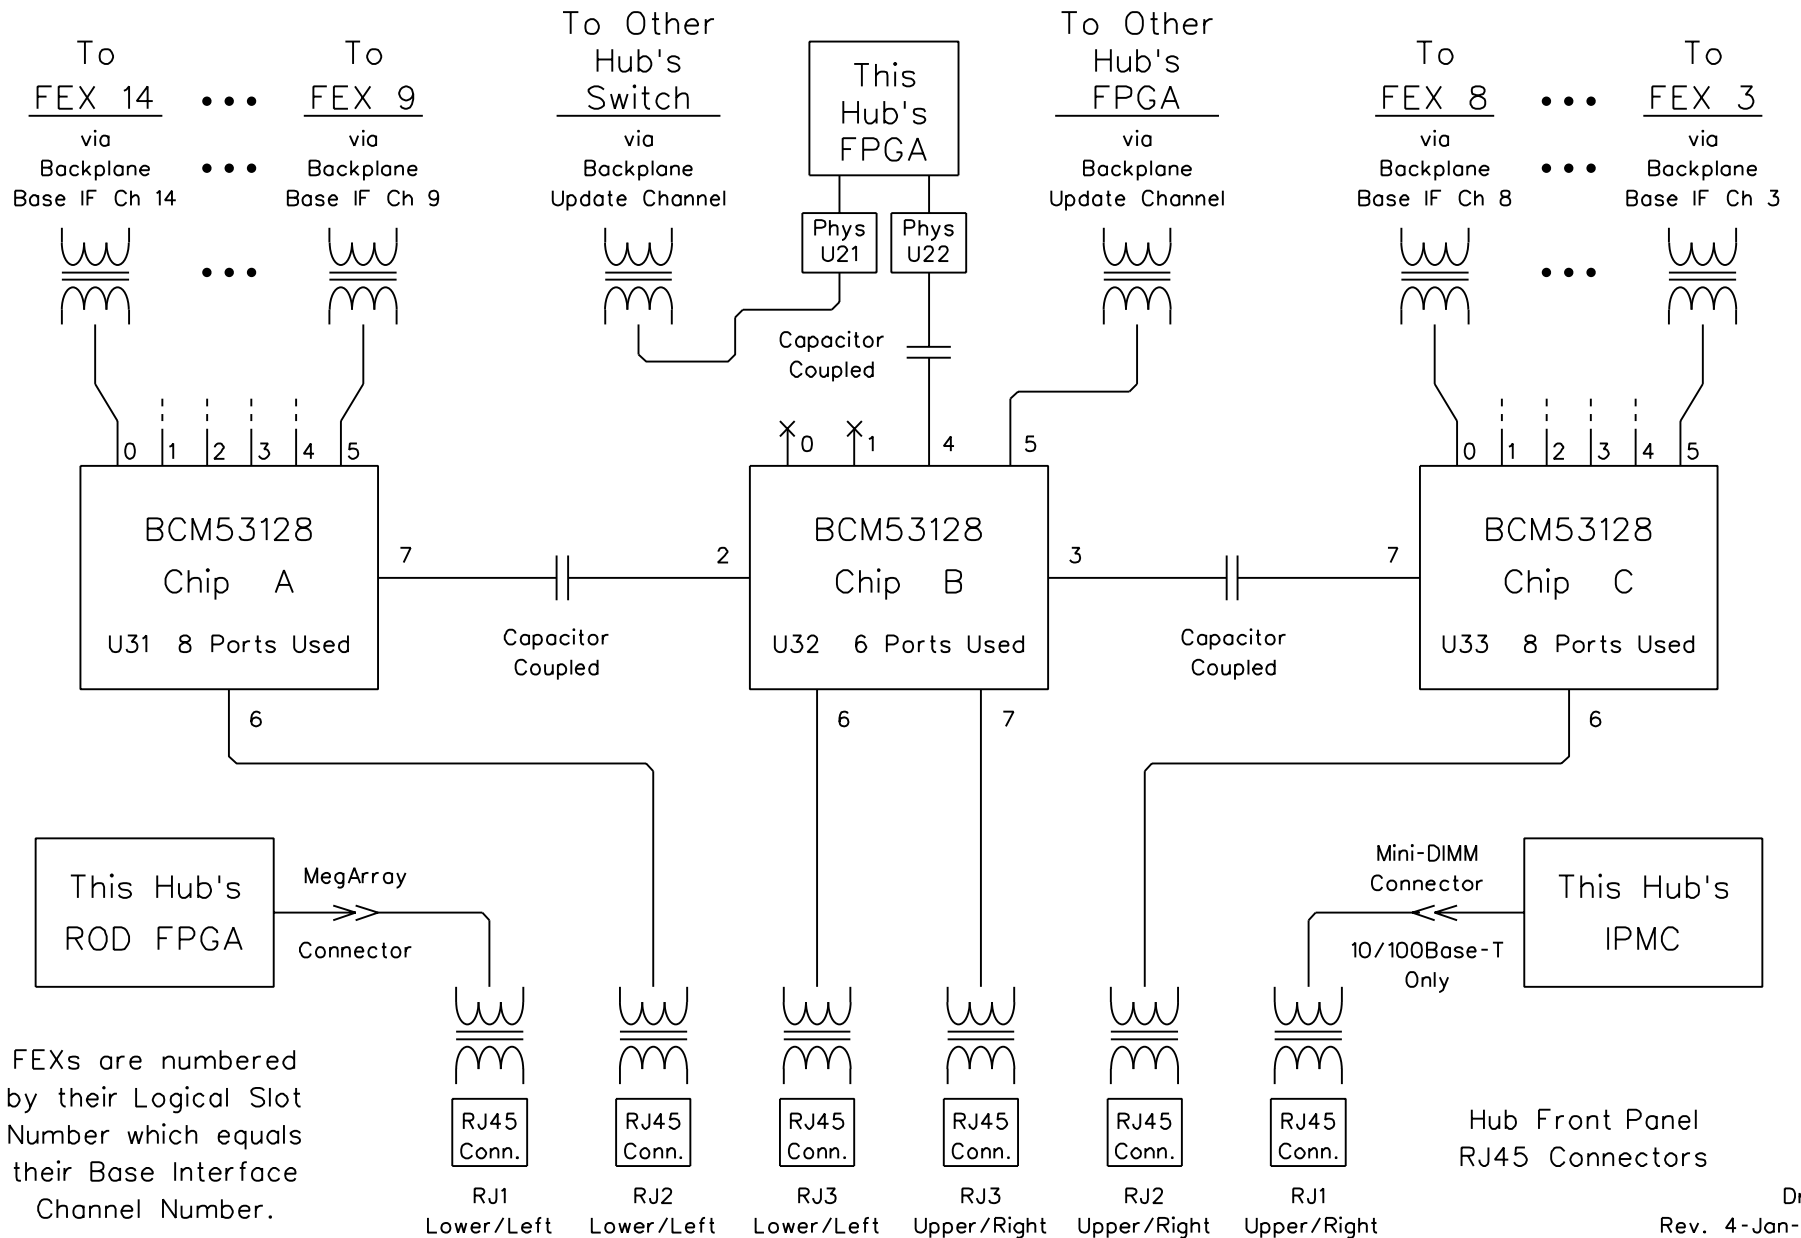 To
FEX 14
via
Backplane
Base IF Ch 14
To
FEX 9
via
Backplane
Base IF Ch 9
To Other
Hub's
Switch
via
Backplane
Update Channel
This
Hub's
FPGA
Phys
U21
Phys
U22
To Other
Hub's
FPGA
via
Backplane
Update Channel
To
FEX 8
via
Backplane
Base IF Ch 8
To
FEX 3
via
Backplane
Base IF Ch 3
Capacitor
Coupled
0 1 2 3 4 5
0 1 4 5
0 1 2 3 4 5
BCM53128
Chip A
U31 8 Ports Used
7
2
Capacitor
Coupled
BCM53128
Chip B
U32 6 Ports Used
3
7
Capacitor
Coupled
BCM53128
Chip C
U33 8 Ports Used
6
6
7
6
This Hub's
ROD FPGA
MegArray
Connector
Mini-DIMM
Connector
10/100Base-T
Only
This Hub's
IPMC
FEXs are numbered
by their Logical Slot
Number which equals
their Base Interface
Channel Number.
RJ45
Conn.
RJ1
Lower/Left
RJ45
Conn.
RJ2
Lower/Left
RJ45
Conn.
RJ3
Lower/Left
RJ45
Conn.
RJ3
Upper/Right
RJ45
Conn.
RJ2
Upper/Right
RJ45
Conn.
RJ1
Upper/Right
Hub Front Panel
RJ45 Connectors
Rev. 4-Jan-